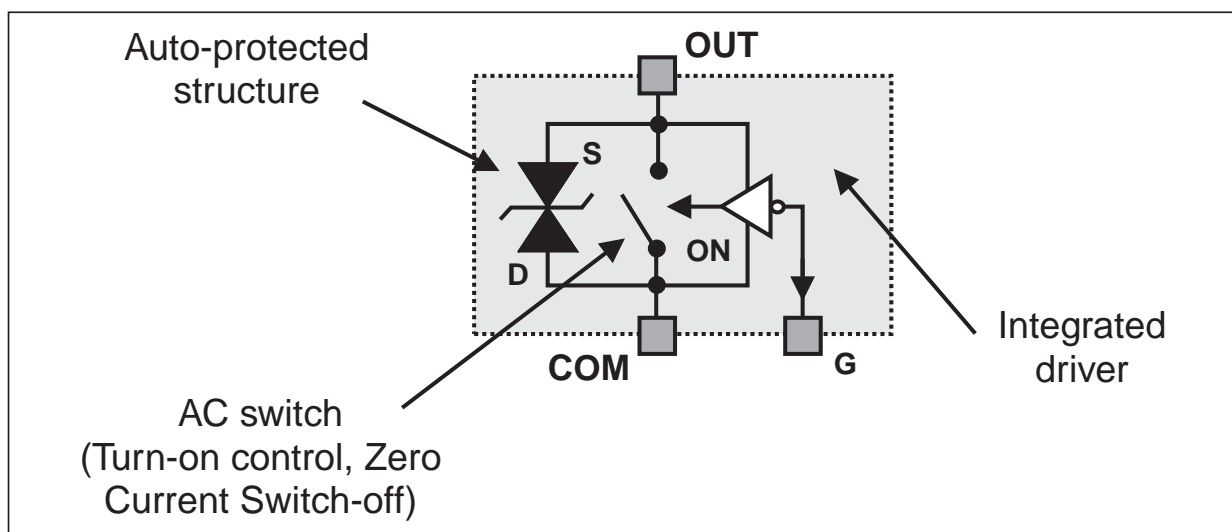 Auto-protected
structure
OUT
S
D
ON
COM
G
Integrated
driver
AC switch
(Turn-on control, Zero
Current Switch-off)